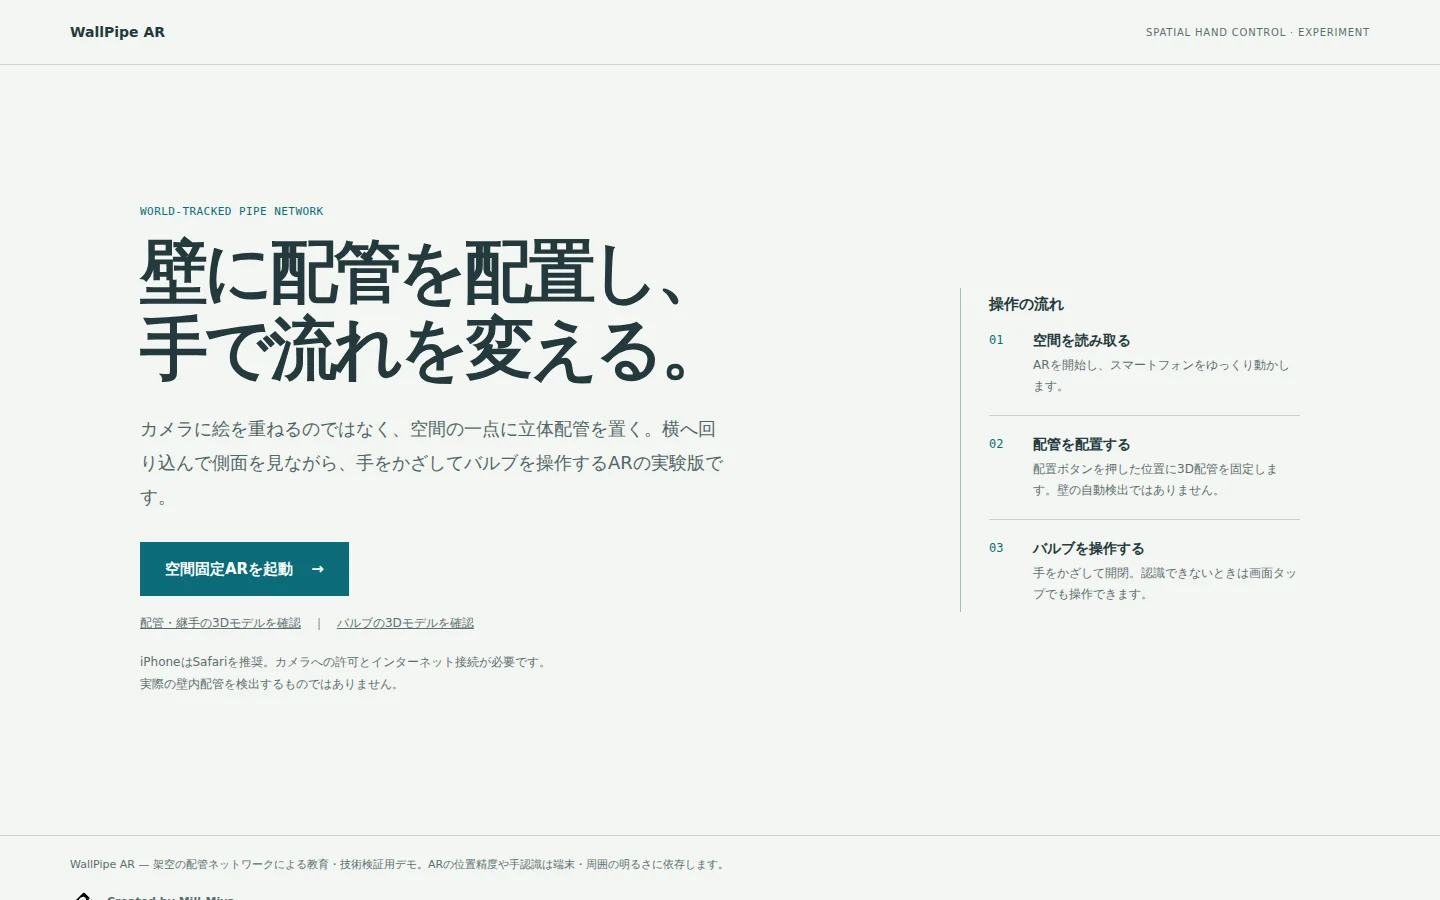 WallPipe AR
SPATIAL HAND CONTROL · EXPERIMENT
WORLD-TRACKED PIPE NETWORK
壁に配管を配置し、
手で流れを変える。
カメラに絵を重ねるのではなく、空間の一点に立体配管を置く。横へ回
り込んで側面を見ながら、手をかざしてバルブを操作するARの実験版で
す。
空間固定ARを起動 →
配管・継手の3Dモデルを確認 | バルブの3Dモデルを確認
iPhoneはSafariを推奨。カメラへの許可とインターネット接続が必要です。
実際の壁内配管を検出するものではありません。
操作の流れ
01 空間を読み取る
ARを開始し、スマートフォンをゆっくり動かし
ます。
02 配管を配置する
配置ボタンを押した位置に3D配管を固定しま
す。壁の自動検出ではありません。
03 バルブを操作する
手をかざして開閉。認識できないときは画面タッ
プでも操作できます。
WallPipe AR — 架空の配管ネットワークによる教育・技術検証用デモ。ARの位置精度や手認識は端末・周囲の明るさに依存します。
Created by Mill Miya